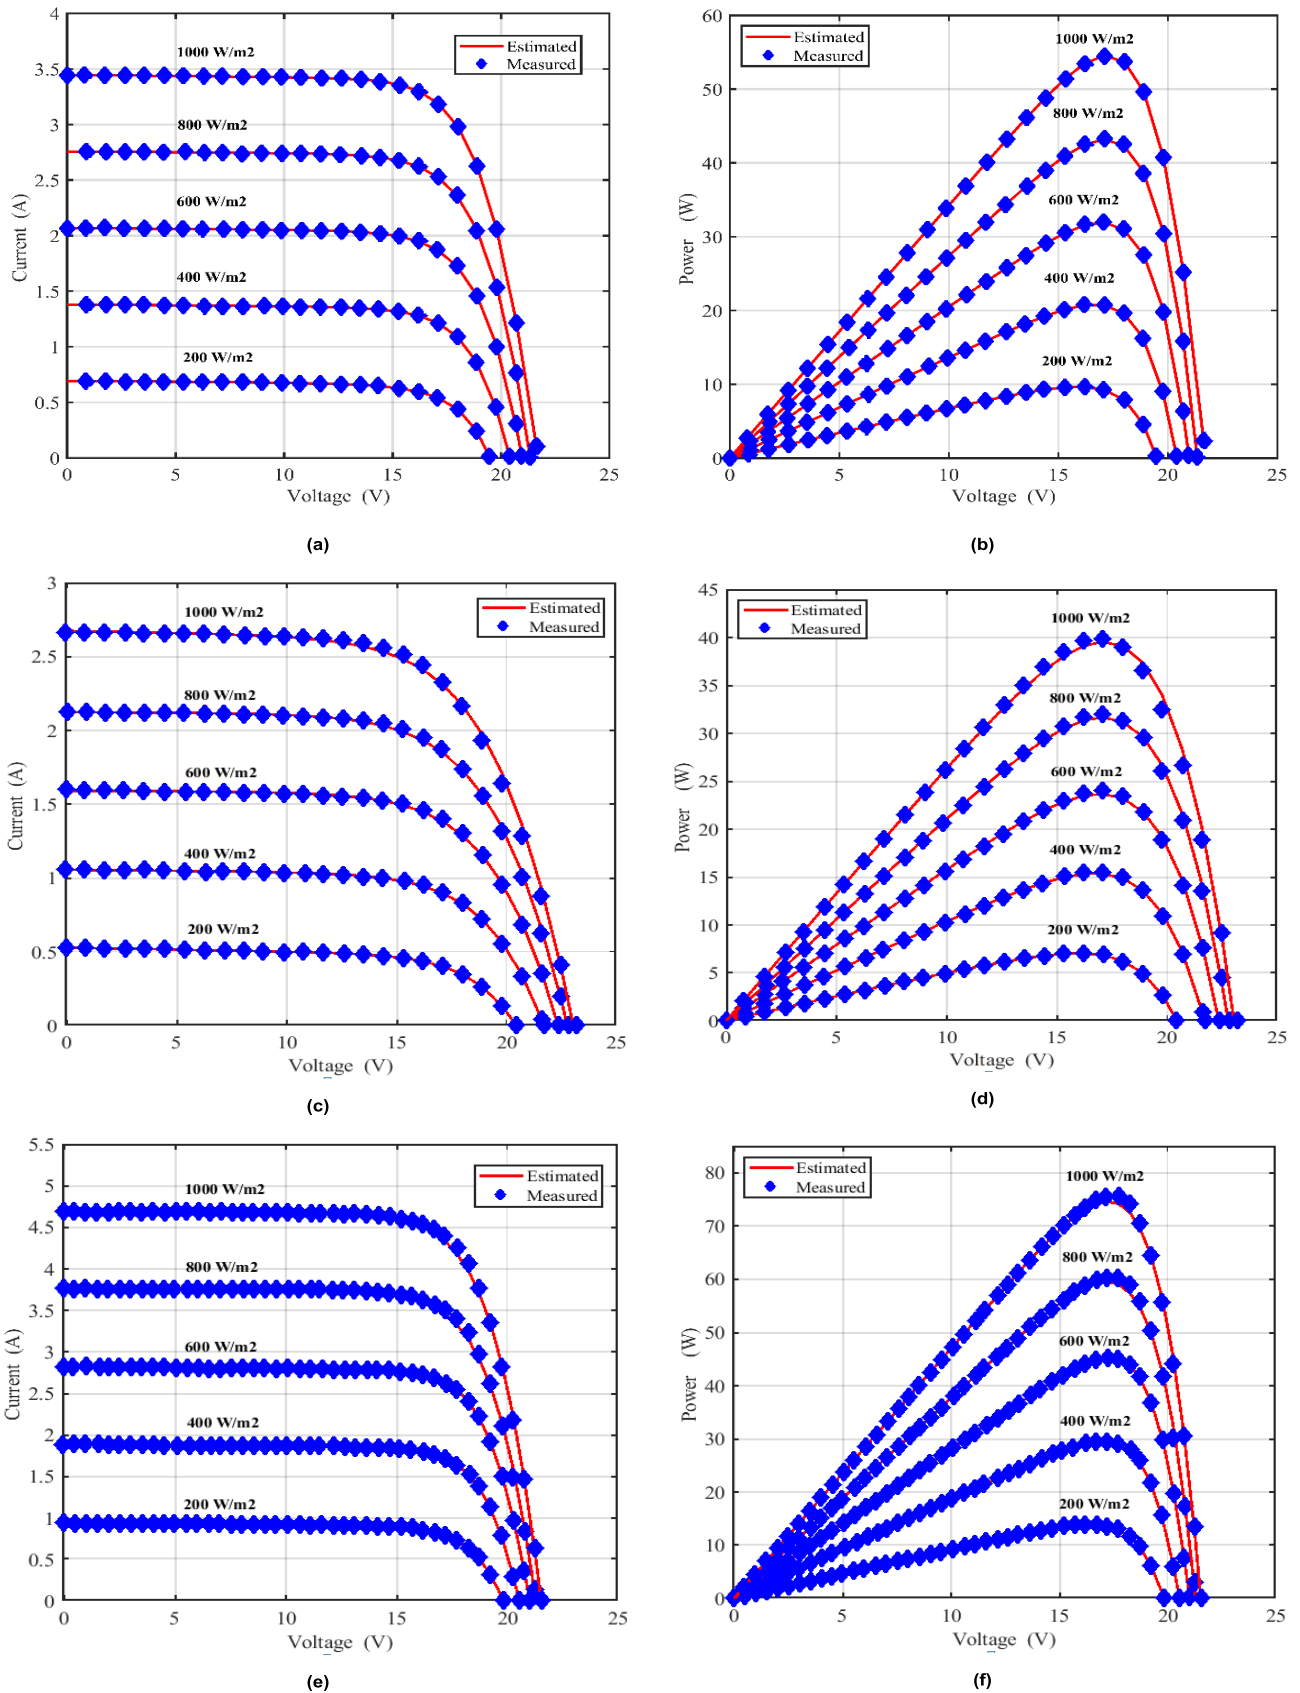 4
3.5
3
2.5
2
1.5
1
0.5
0
0
5
10
15
20
25
Current (A)
Voltage (V)
1000 W/m2
800 W/m2
600 W/m2
400 W/m2
200 W/m2
Estimated
Measured
(a)
60
50
40
30
20
10
0
0
5
10
15
20
25
Power (W)
Voltage (V)
Estimated
Measured
1000 W/m2
800 W/m2
600 W/m2
400 W/m2
200 W/m2
(b)
3
2.5
2
1.5
1
0.5
0
0
5
10
15
20
25
Current (A)
Voltage (V)
1000 W/m2
800 W/m2
600 W/m2
400 W/m2
200 W/m2
Estimated
Measured
(c)
45
40
35
30
25
20
15
10
5
0
0
5
10
15
20
25
Power (W)
Voltage (V)
Estimated
Measured
1000 W/m2
800 W/m2
600 W/m2
400 W/m2
200 W/m2
(d)
5.5
5
4.5
4
3.5
3
2.5
2
1.5
1
0.5
0
0
5
10
15
20
25
Current (A)
Voltage (V)
1000 W/m2
800 W/m2
600 W/m2
400 W/m2
200 W/m2
Estimated
Measured
(e)
80
70
60
50
40
30
20
10
0
0
5
10
15
20
25
Power (W)
Voltage (V)
Estimated
Measured
1000 W/m2
800 W/m2
600 W/m2
400 W/m2
200 W/m2
(f)